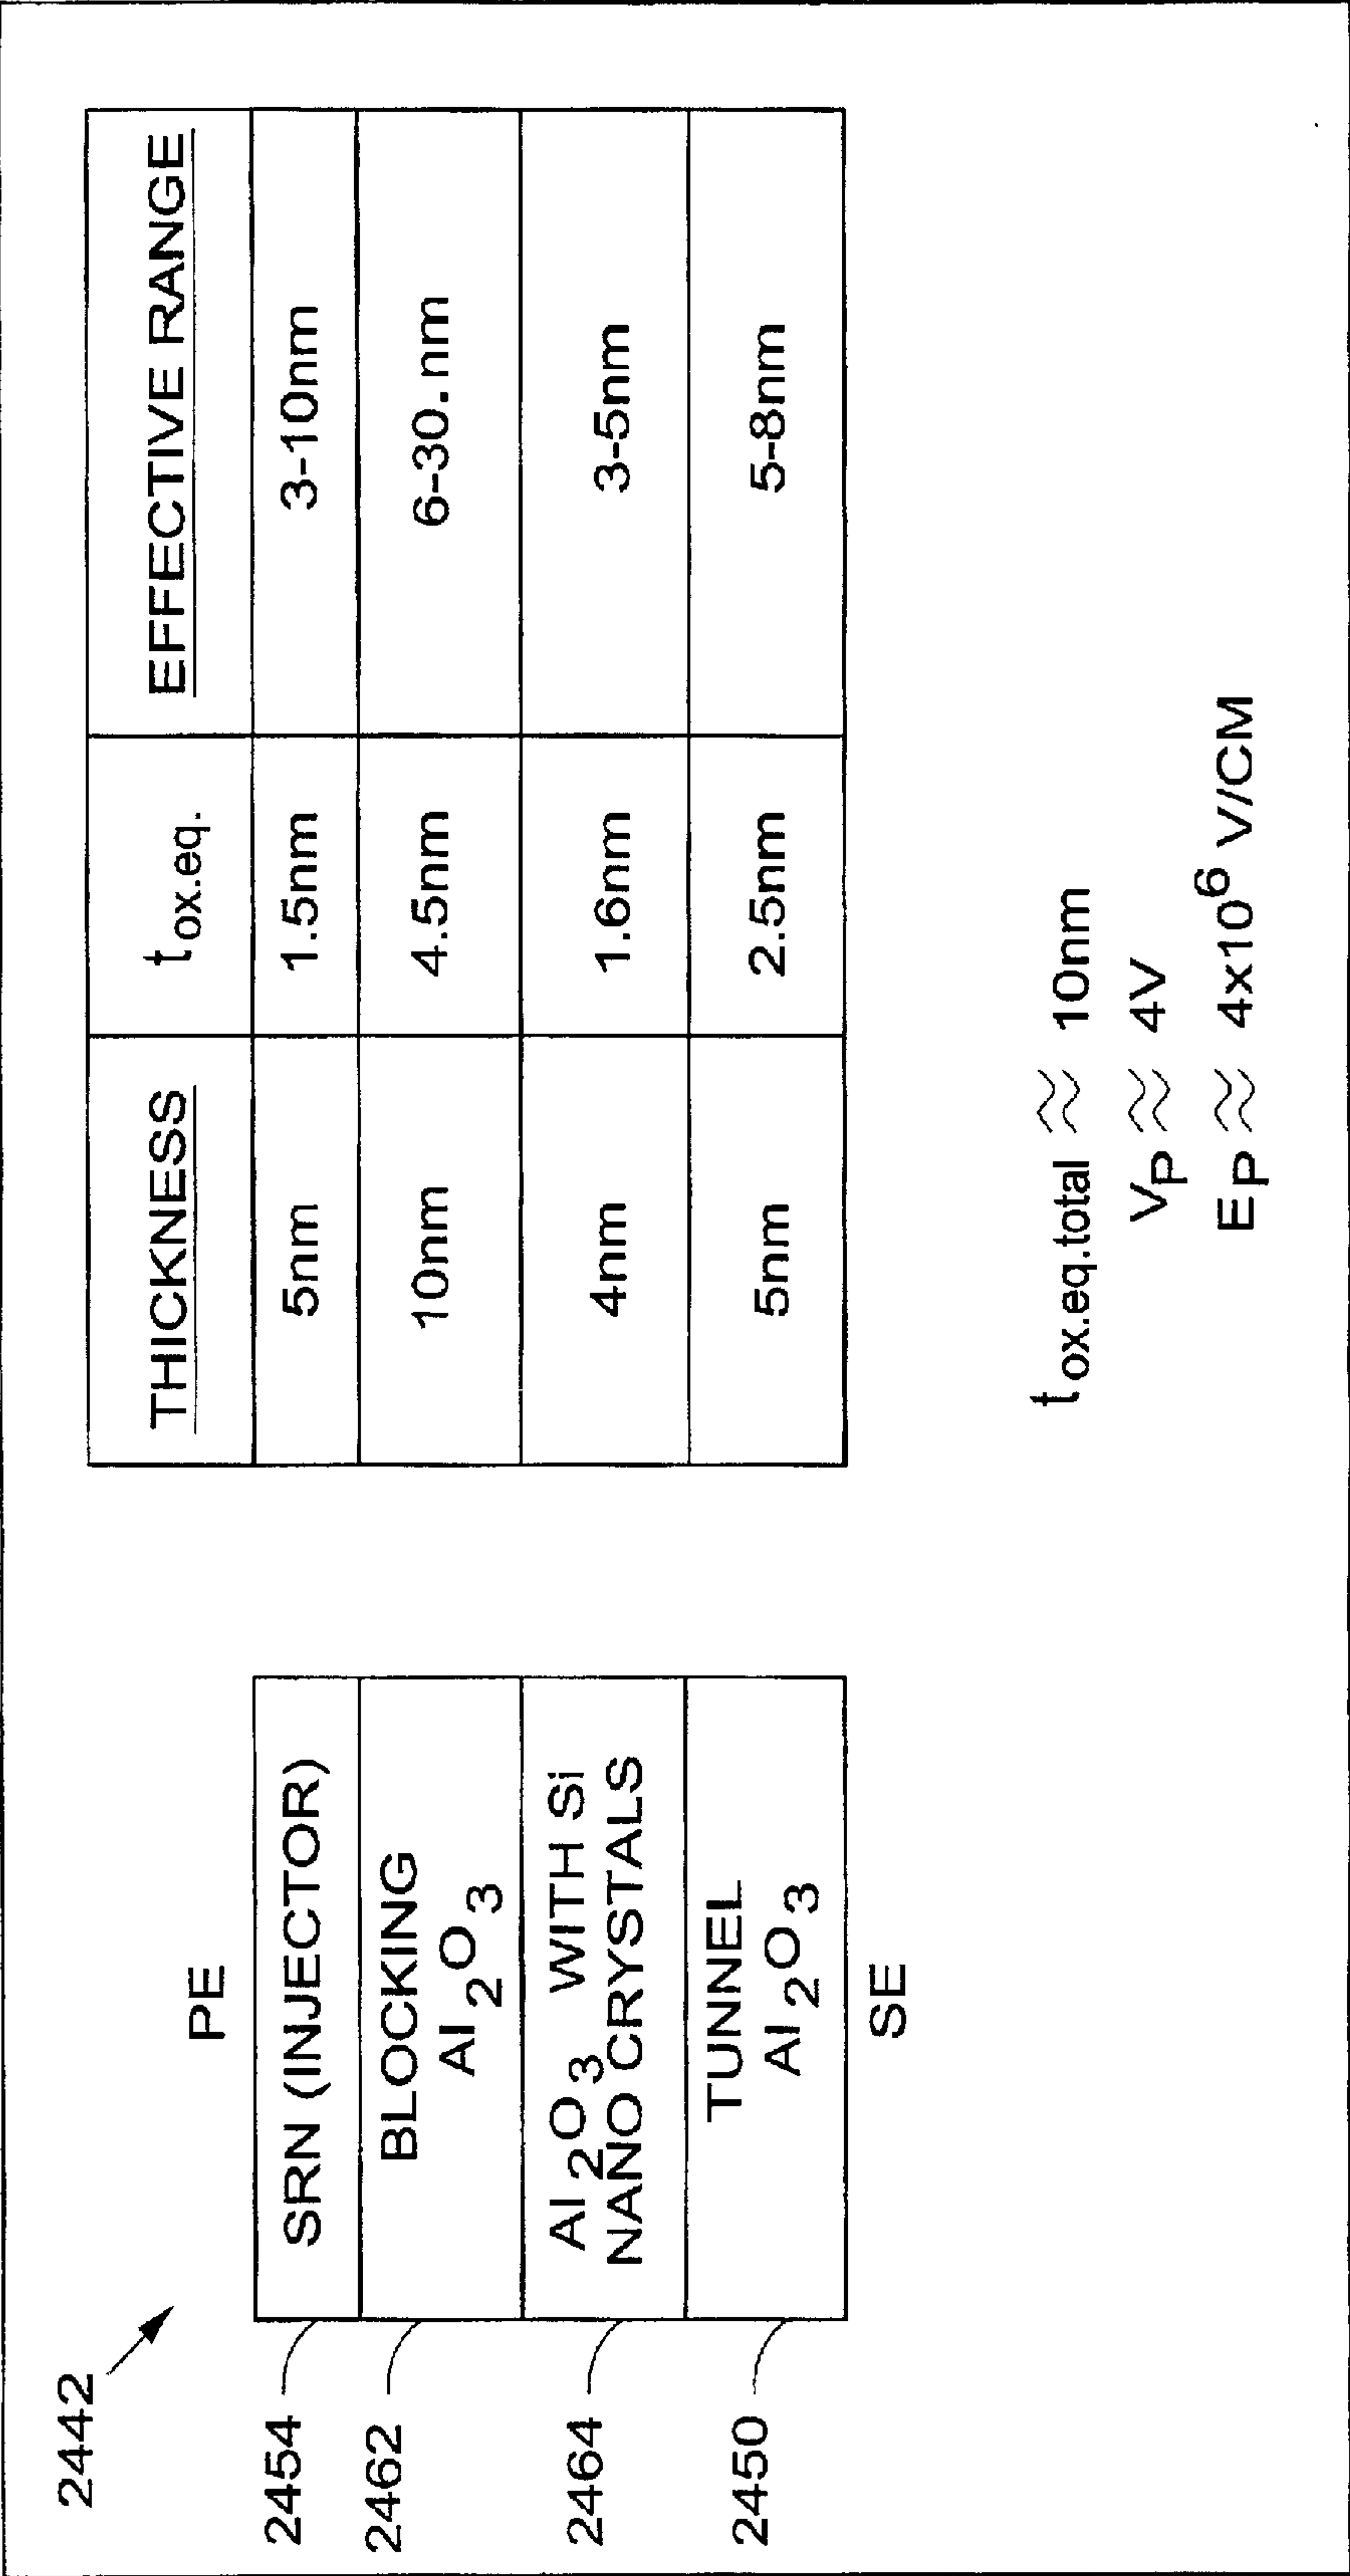 2442
PE
THICKNESS tox.eq. EFFECTIVE RANGE
2454 SRN (INJECTOR) 5nm 1.5nm 3-10nm
2462 BLOCKING
Al2O3 10nm 4.5nm 6-30.nm
2464 Al2O3 WITH Si
NANO CRYSTALS 4nm 1.6nm 3-5nm
2450 TUNNEL
Al2O3 5nm 2.5nm 5-8nm
SE
tox.eq.total ≈ 10nm
VP ≈ 4V
EP ≈ 4x10⁶ V/CM